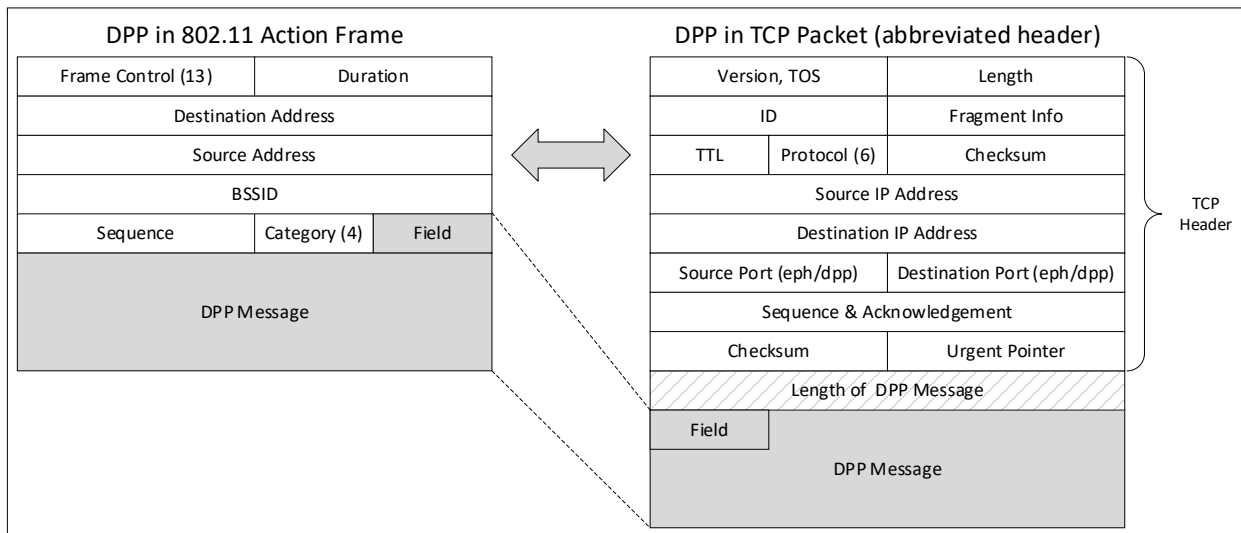 DPP in 802.11 Action Frame
Frame Control (13)
Duration
Destination Address
Source Address
BSSID
Sequence
Category (4)
Field
DPP Message
DPP in TCP Packet (abbreviated header)
Version, TOS
Length
ID
Fragment Info
TTL
Protocol (6)
Checksum
Source IP Address
Destination IP Address
Source Port (eph/dpp)
Destination Port (eph/dpp)
Sequence & Acknowledgement
Checksum
Urgent Pointer
Length of DPP Message
Field
DPP Message
TCP
Header